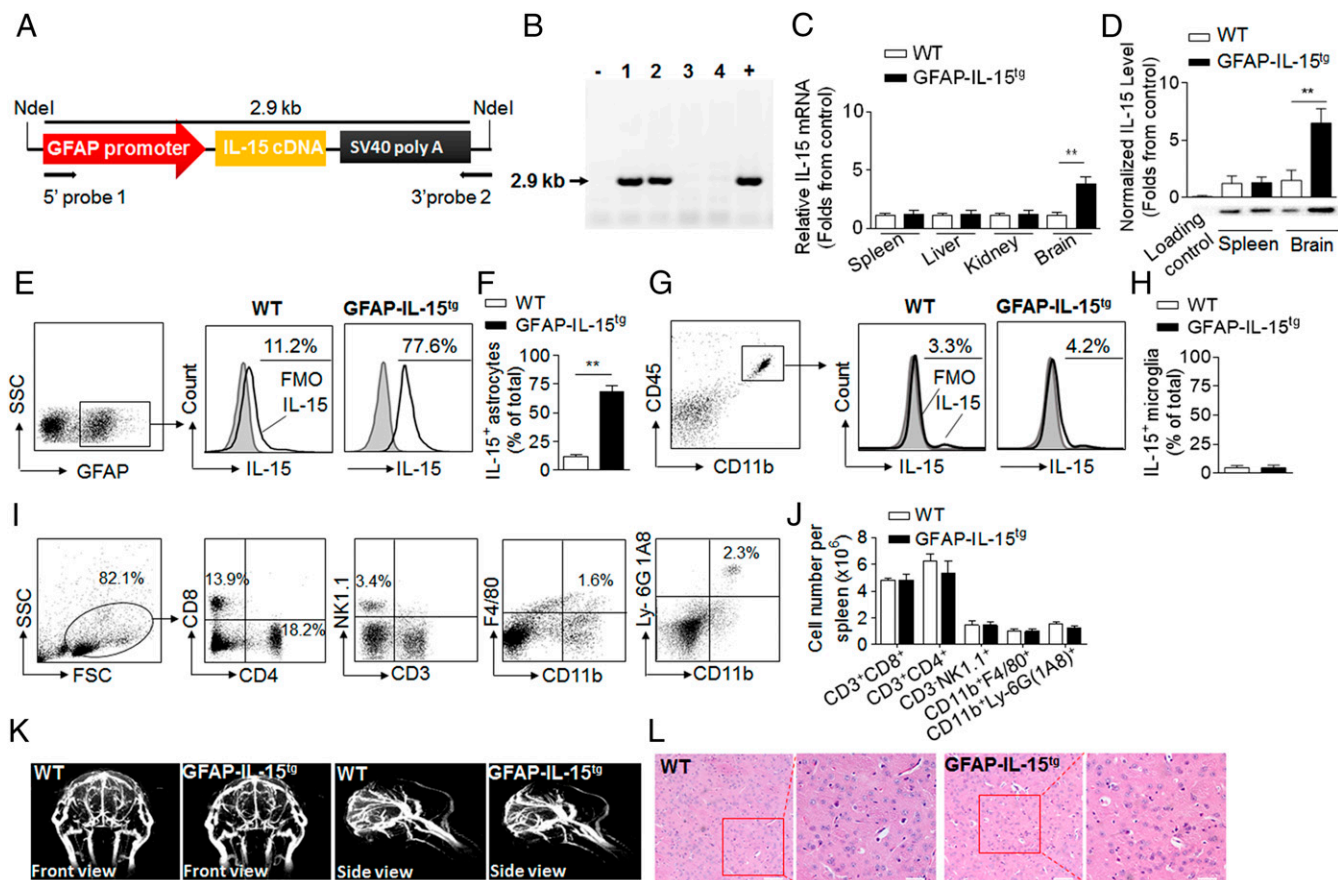 A
NdeI
2.9 kb
NdeI
GFAP promoter
IL-15 cDNA
SV40 poly A
5' probe 1
3'probe 2
B
- 1 2 3 4 +
2.9 kb
C
WT
GFAP-IL-15tg
Relative IL-15 mRNA
(Folds from control)
10
5
0
**
Spleen
Liver
Kidney
Brain
D
WT
GFAP-IL-15tg
Normalized IL-15 Level
(Folds from control)
10
5
0
**
Loading
control
Spleen
Brain
E
SSC
GFAP
WT
GFAP-IL-15tg
Count
11.2%
FMO
IL-15
77.6%
IL-15
IL-15
F
WT
GFAP-IL-15tg
IL-15+ astrocytes
(% of total)
100
75
50
25
0
**
G
CD45
CD11b
WT
GFAP-IL-15tg
Count
3.3%
FMO
IL-15
4.2%
IL-15
IL-15
H
WT
GFAP-IL-15tg
IL-15+ microglia
(% of total)
100
75
50
25
0
I
SSC
82.1%
FSC
CD8
13.9%
18.2%
CD4
NK1.1
3.4%
CD3
F4/80
1.6%
CD11b
Ly- 6G 1A8
2.3%
CD11b
J
WT
GFAP-IL-15tg
Cell number per
spleen (x106)
8
6
4
2
0
CD3+CD8+
CD3+CD4+
CD3-NK1.1+
CD11b+F4/80+
CD11b+Ly-6G(1A8)+
K
WT
Front view
GFAP-IL-15tg
Front view
WT
Side view
GFAP-IL-15tg
Side view
L
WT
GFAP-IL-15tg